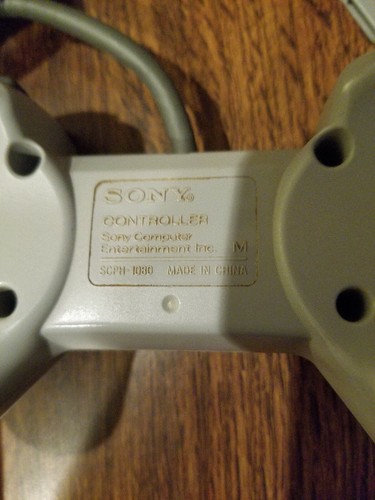 SONY®
CONTROLLER
Sony Computer
Entertainment Inc. M
SCPH-1080 MADE IN CHINA